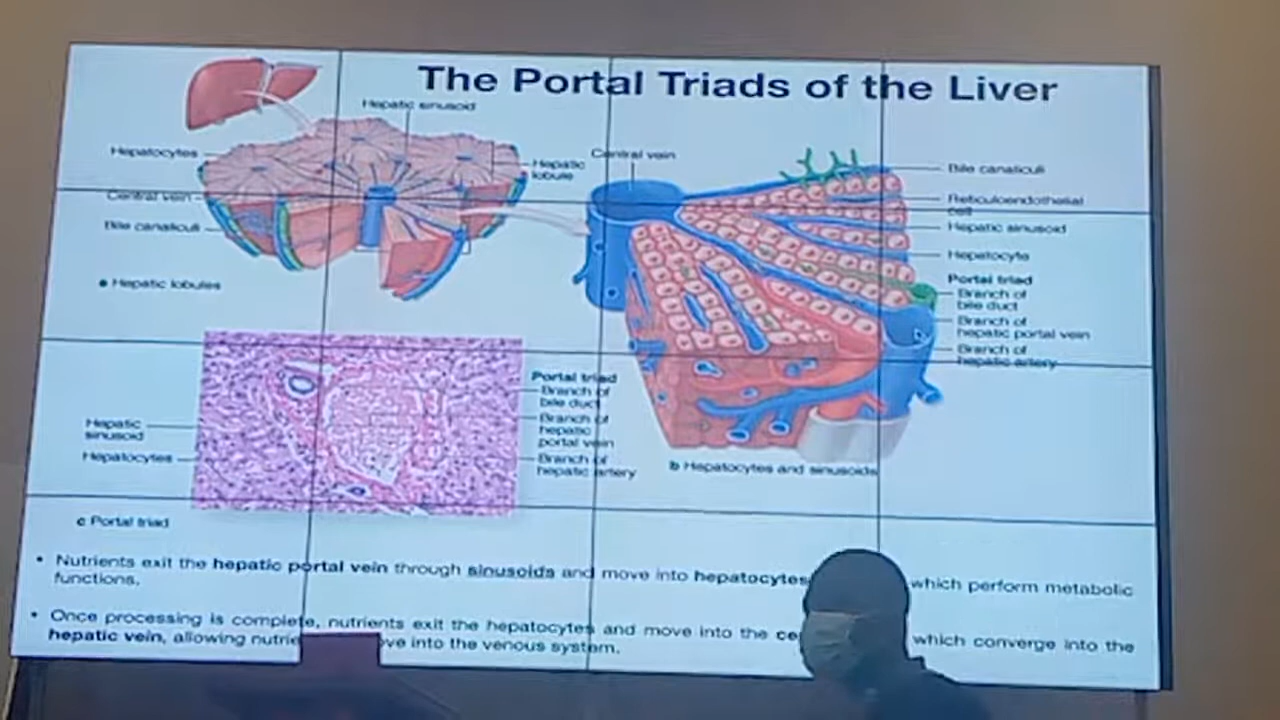 The Portal Triads of the Liver
Hepatic sinusoid
Hepatocytes
Hepatic
lobule
Central vein
Bile canaliculi
a Hepatic lobules
Central vein
Bile canaliculi
Reticuloendothelial
cell
Hepatic sinusoid
Hepatocyte
Portal triad
Branch of
bile duct
Branch of
hepatic portal vein
Branch of
hepatic artery
b Hepatocytes and sinusoids
Portal triad
Branch of
bile duct
Branch of
hepatic
portal vein
Branch of
hepatic artery
Hepatic
sinusoid
Hepatocytes
c Portal triad
• Nutrients exit the hepatic portal vein through sinusoids and move into hepatocytes which perform metabolic
functions.
• Once processing is complete, nutrients exit the hepatocytes and move into the which converge into the
hepatic vein, allowing into the venous system.